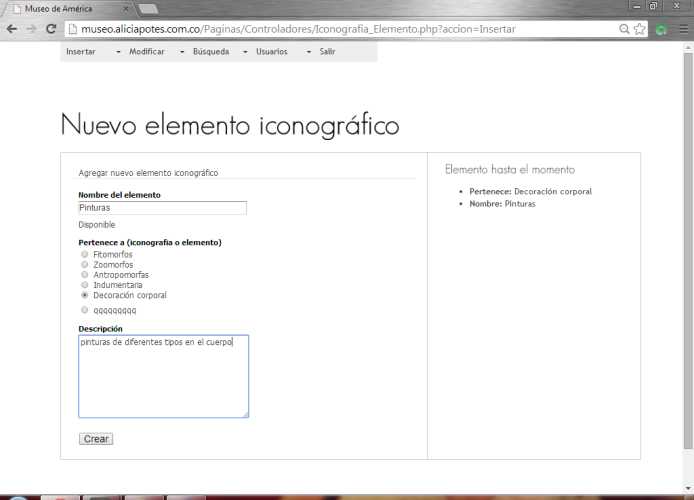 Museo de América
museo.aliciapotes.com.co/Paginas/Controladores/Iconografia_Elemento.php?accion=Insertar
Insertar Modificar Búsqueda Usuarios Salir
Nuevo elemento iconográfico
Agregar nuevo elemento iconográfico
Nombre del elemento
Pinturas
Disponible
Pertenece a (iconografia o elemento)
Fitomorfos
Zoomorfos
Antropomorfas
Indumentaria
Decoración corporal
qqqqqqqqq
Descripción
pinturas de diferentes tipos en el cuerpo
Crear
Elemento hasta el momento
Pertenece: Decoración corporal
Nombre: Pinturas